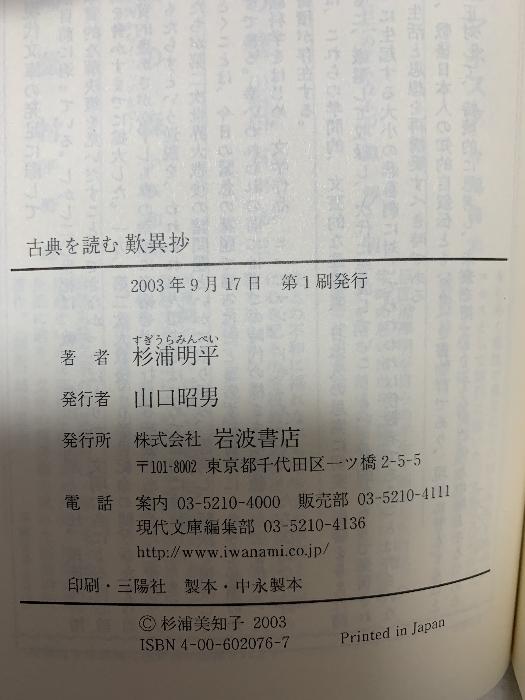 古典を読む 歎異抄
2003年9月17日 第1刷発行
すぎうらみんぺい
著者 杉浦明平
発行者 山口昭男
発行所 株式会社 岩波書店
〒101-8002 東京都千代田区一ツ橋2-5-5
電話 案内 03-5210-4000 販売部 03-5210-4111
現代文庫編集部 03-5210-4136
http://www.iwanami.co.jp/
印刷・三陽社 製本・中永製本
© 杉浦美知子 2003
ISBN 4-00-602076-7 Printed in Japan